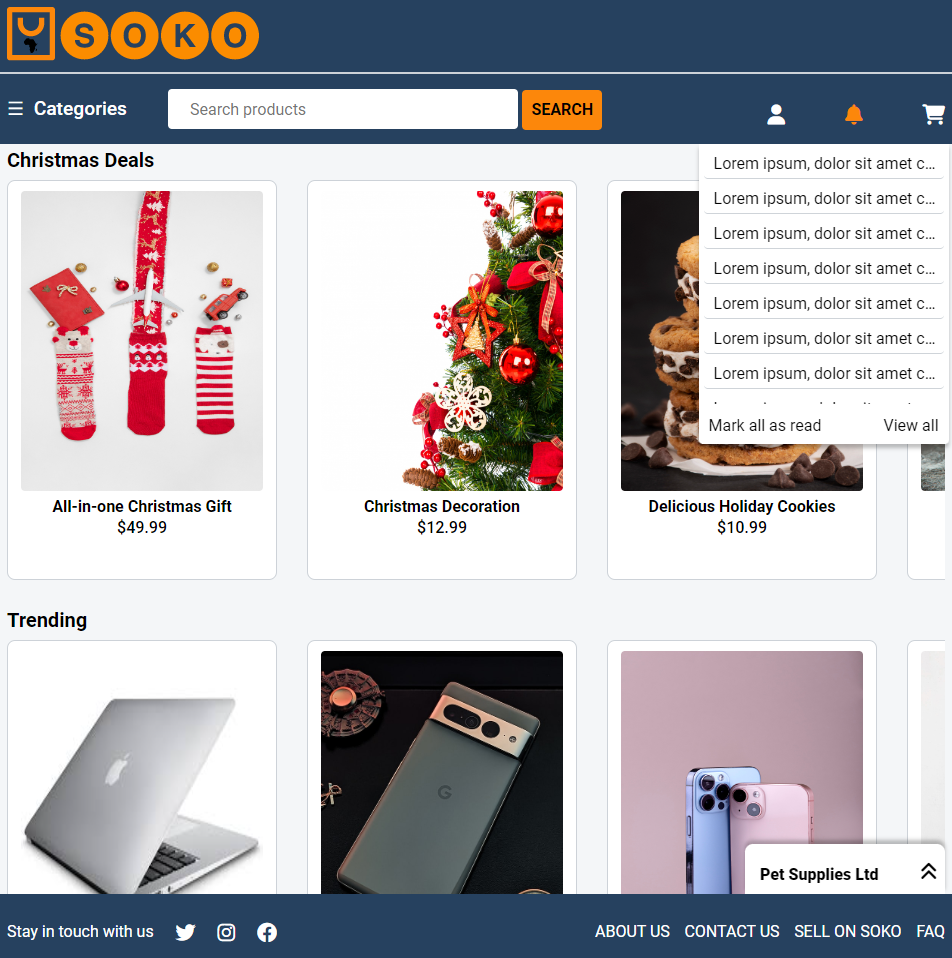 SOKO
☰ Categories
Search products
SEARCH
Christmas Deals
Lorem ipsum, dolor sit amet c...
Lorem ipsum, dolor sit amet c...
Lorem ipsum, dolor sit amet c...
Lorem ipsum, dolor sit amet c...
Lorem ipsum, dolor sit amet c...
Lorem ipsum, dolor sit amet c...
Lorem ipsum, dolor sit amet c...
Mark all as read
View all
All-in-one Christmas Gift
$49.99
Christmas Decoration
$12.99
Delicious Holiday Cookies
$10.99
Trending
G
Pet Supplies Ltd
Stay in touch with us
ABOUT US
CONTACT US
SELL ON SOKO
FAQ